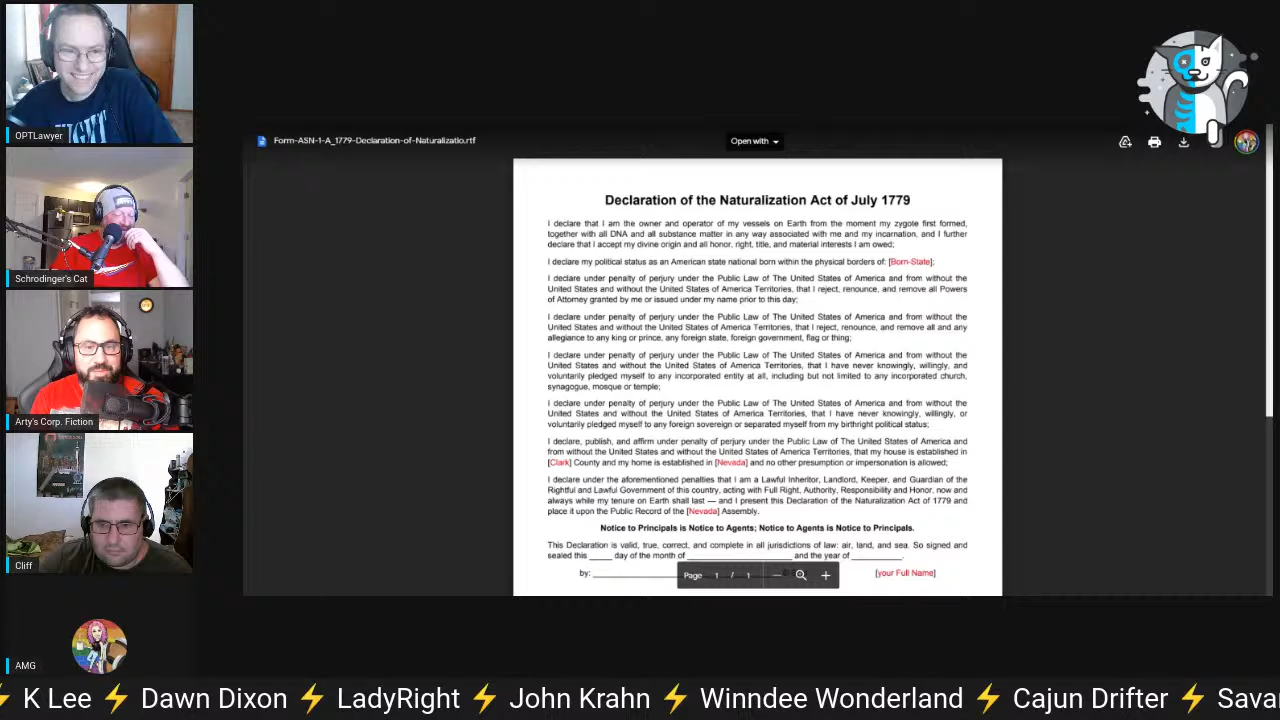 OPTLawyer
Schrodinger's Cat
Arty's Corp. Fiction
Cliff
AMG
Form-ASN-1-A_1779-Declaration-of-Naturalizatio.rtf
Open with
Declaration of the Naturalization Act of July 1779
I declare that I am the owner and operator of my vessels on Earth from the moment my zygote first formed,
together with all DNA and all substance matter in any way associated with me and my incarnation, and I further
declare that I accept my divine origin and all honor, right, title, and material interests I am owed;
I declare my political status as an American state national born within the physical borders of: [Born-State];
I declare under penalty of perjury under the Public Law of The United States of America and from without the
United States and without the United States of America Territories, that I reject, renounce, and remove all Powers
of Attorney granted by me or issued under my name prior to this day;
I declare under penalty of perjury under the Public Law of The United States of America and from without the
United States and without the United States of America Territories, that I reject, renounce, and remove all and any
allegiance to any king or prince, any foreign state, foreign government, flag or thing;
I declare under penalty of perjury under the Public Law of The United States of America and from without the
United States and without the United States of America Territories, that I have never knowingly, willingly, and
voluntarily pledged myself to any incorporated entity at all, including but not limited to any incorporated church,
synagogue, mosque or temple;
I declare under penalty of perjury under the Public Law of The United States of America and from without the
United States and without the United States of America Territories, that I have never knowingly, willingly, or
voluntarily pledged myself to any foreign sovereign or separated myself from my birthright political status;
I declare, publish, and affirm under penalty of perjury under the Public Law of The United States of America and
from without the United States and without the United States of America Territories, that my house is established in
[Clark] County and my home is established in [Nevada] and no other presumption or impersonation is allowed;
I declare under the aforementioned penalties that I am a Lawful Inheritor, Landlord, Keeper, and Guardian of the
Rightful and Lawful Government of this country, acting with Full Right, Authority, Responsibility and Honor, now and
always while my tenure on Earth shall last — and I present this Declaration of the Naturalization Act of 1779 and
place it upon the Public Record of the [Nevada] Assembly.
Notice to Principals is Notice to Agents; Notice to Agents is Notice to Principals.
This Declaration is valid, true, correct, and complete in all jurisdictions of law: air, land, and sea. So signed and
sealed this _____ day of the month of ______________________ and the year of __________.
by: ______________________ [your Full Name]
Page 1 / 1
⚡ K Lee ⚡ Dawn Dixon ⚡ LadyRight ⚡ John Krahn ⚡ Winndee Wonderland ⚡ Cajun Drifter ⚡ Sava